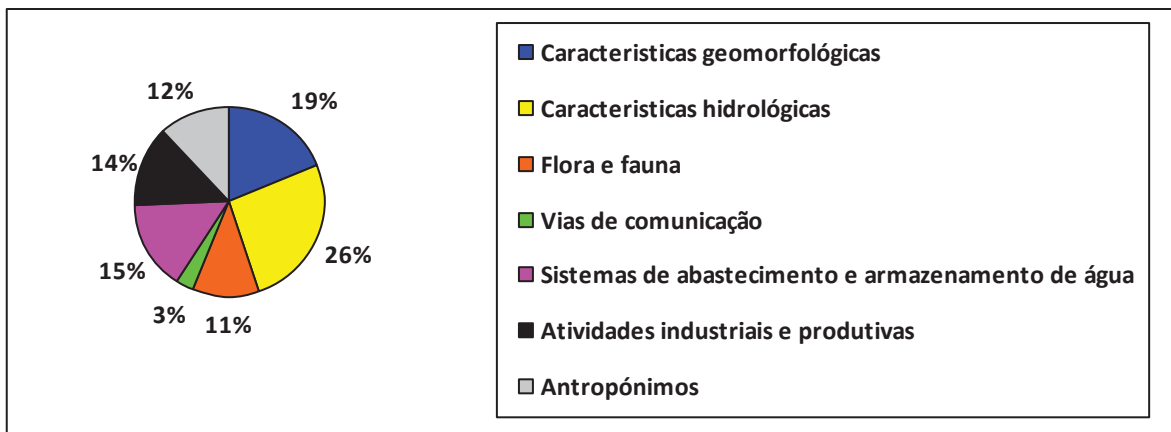 12%
19%
14%
26%
15%
3%
11%
Caracteristicas geomorfológicas
Caracteristicas hidrológicas
Flora e fauna
Vias de comunicação
Sistemas de abastecimento e armazenamento de água
Atividades industriais e produtivas
Antropónimos